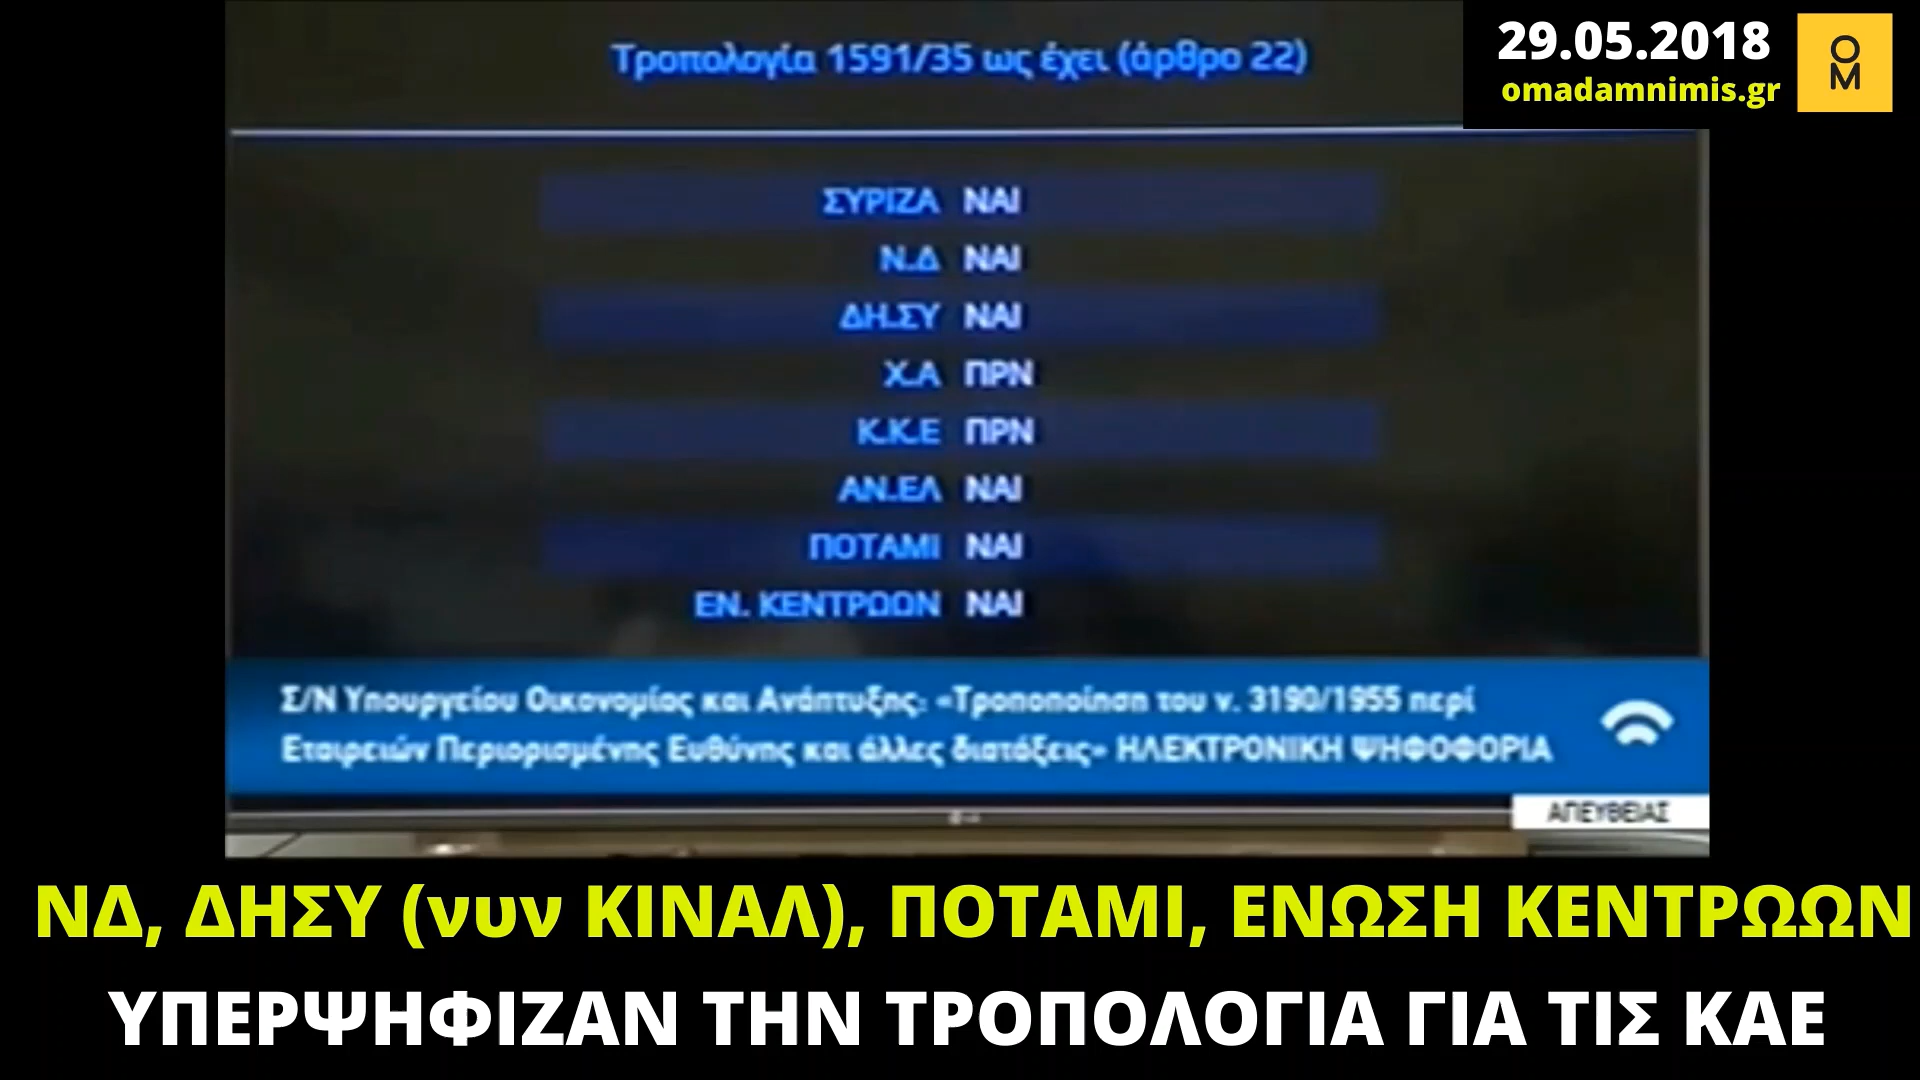 29.05.2018
omadamnimis.gr
OM
Τροπολογία 1591/35 ως έχει (άρθρο 22)
ΣΥΡΙΖΑ ΝΑΙ
Ν.Δ ΝΑΙ
ΔΗ.ΣΥ ΝΑΙ
Χ.Α ΠΡΝ
Κ.Κ.Ε ΠΡΝ
ΑΝ.ΕΛ ΝΑΙ
ΠΟΤΑΜΙ ΝΑΙ
ΕΝ. ΚΕΝΤΡΩΩΝ ΝΑΙ
Σ/Ν Υπουργείου Οικονομίας και Ανάπτυξης: «Τροποποίηση του ν. 3190/1955 περί
Εταιρειών Περιορισμένης Ευθύνης και άλλες διατάξεις» ΗΛΕΚΤΡΟΝΙΚΗ ΨΗΦΟΦΟΡΙΑ
ΑΠΕΥΘΕΙΑΣ
ΝΔ, ΔΗΣΥ (νυν ΚΙΝΑΛ), ΠΟΤΑΜΙ, ΕΝΩΣΗ ΚΕΝΤΡΩΩΝ
ΥΠΕΡΨΗΦΙΖΑΝ ΤΗΝ ΤΡΟΠΟΛΟΓΙΑ ΓΙΑ ΤΙΣ ΚΑΕ